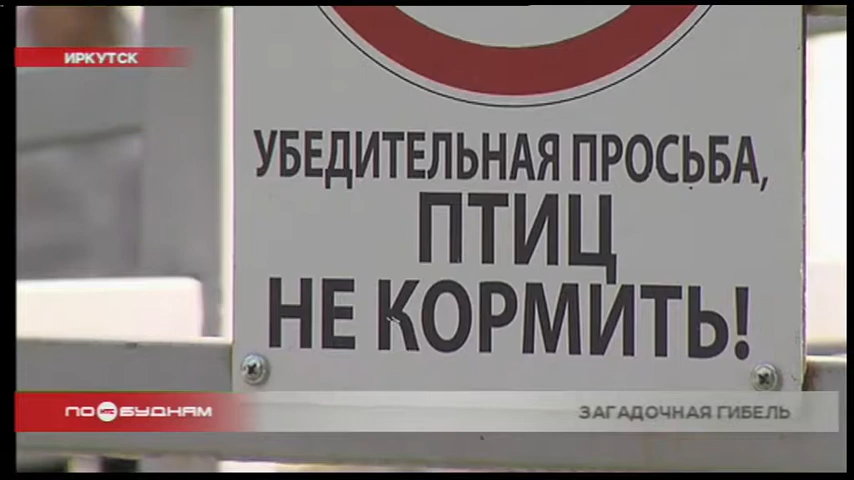 ИРКУТСК
УБЕДИТЕЛЬНАЯ ПРОСЬБА,
ПТИЦ
НЕ КОРМИТЬ!
ПО БУДНЯМ
ЗАГАДОЧНАЯ ГИБЕЛЬ